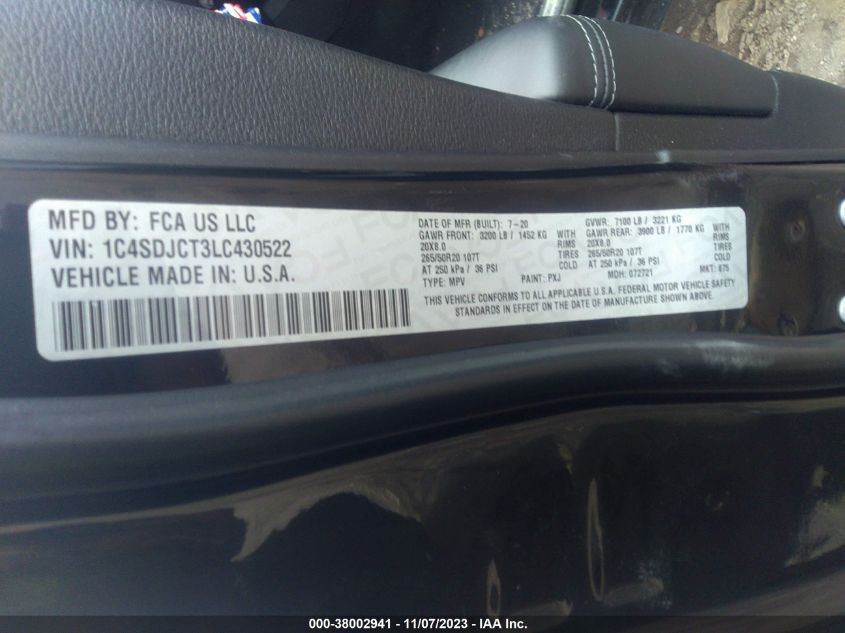 MFD BY: FCA US LLC
VIN: 1C4SDJCT3LC430522
VEHICLE MADE IN: U.S.A.
DATE OF MFR (BUILT): 7-20 GVWR: 7100 LB / 3221 KG
GAWR FRONT: 3200 LB / 1452 KG WITH GAWR REAR: 3900 LB / 1770 KG WITH
20X8.0 RIMS 20X8.0 RIMS
265/50R20 107T TIRES 265/50R20 107T TIRES
AT 250 kPa / 36 PSI COLD AT 250 kPa / 36 PSI COLD
TYPE: MPV PAINT: PXJ MDH: 072721 MKT: 875
THIS VEHICLE CONFORMS TO ALL APPLICABLE U.S.A. FEDERAL MOTOR VEHICLE SAFETY
STANDARDS IN EFFECT ON THE DATE OF MANUFACTURE SHOWN ABOVE.
000-38002941 - 11/07/2023 - IAA Inc.